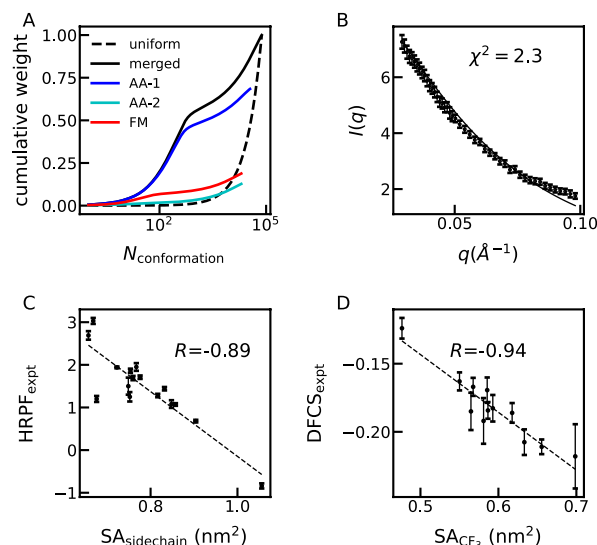 A
uniform
merged
AA-1
AA-2
FM
1.00
0.75
0.50
0.25
0.00
cumulative weight
10²
10⁵
N_conformation
B
χ² = 2.3
6
4
2
I(q)
0.05
0.10
q(Å⁻¹)
C
R=-0.89
3
2
1
0
−1
HRPF_expt
0.8
1.0
SA_sidechain (nm²)
D
R=-0.94
−0.15
−0.20
DFCS_expt
0.5
0.6
0.7
SA_CF₃ (nm²)